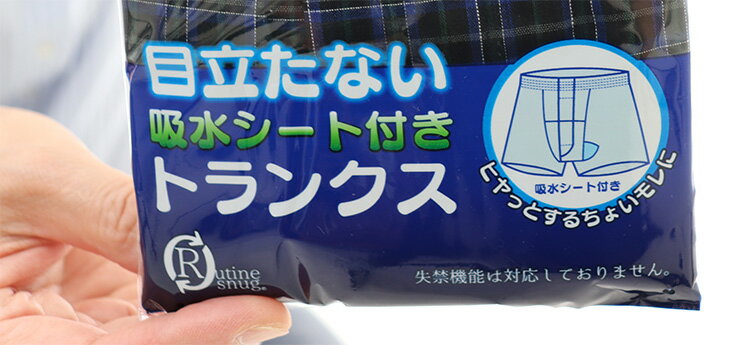 目立たない
吸水シート付き
トランクス
吸水シート付き
ヒヤっとするちょいモレに
Rutine
snug®
失禁機能は対応しておりません。